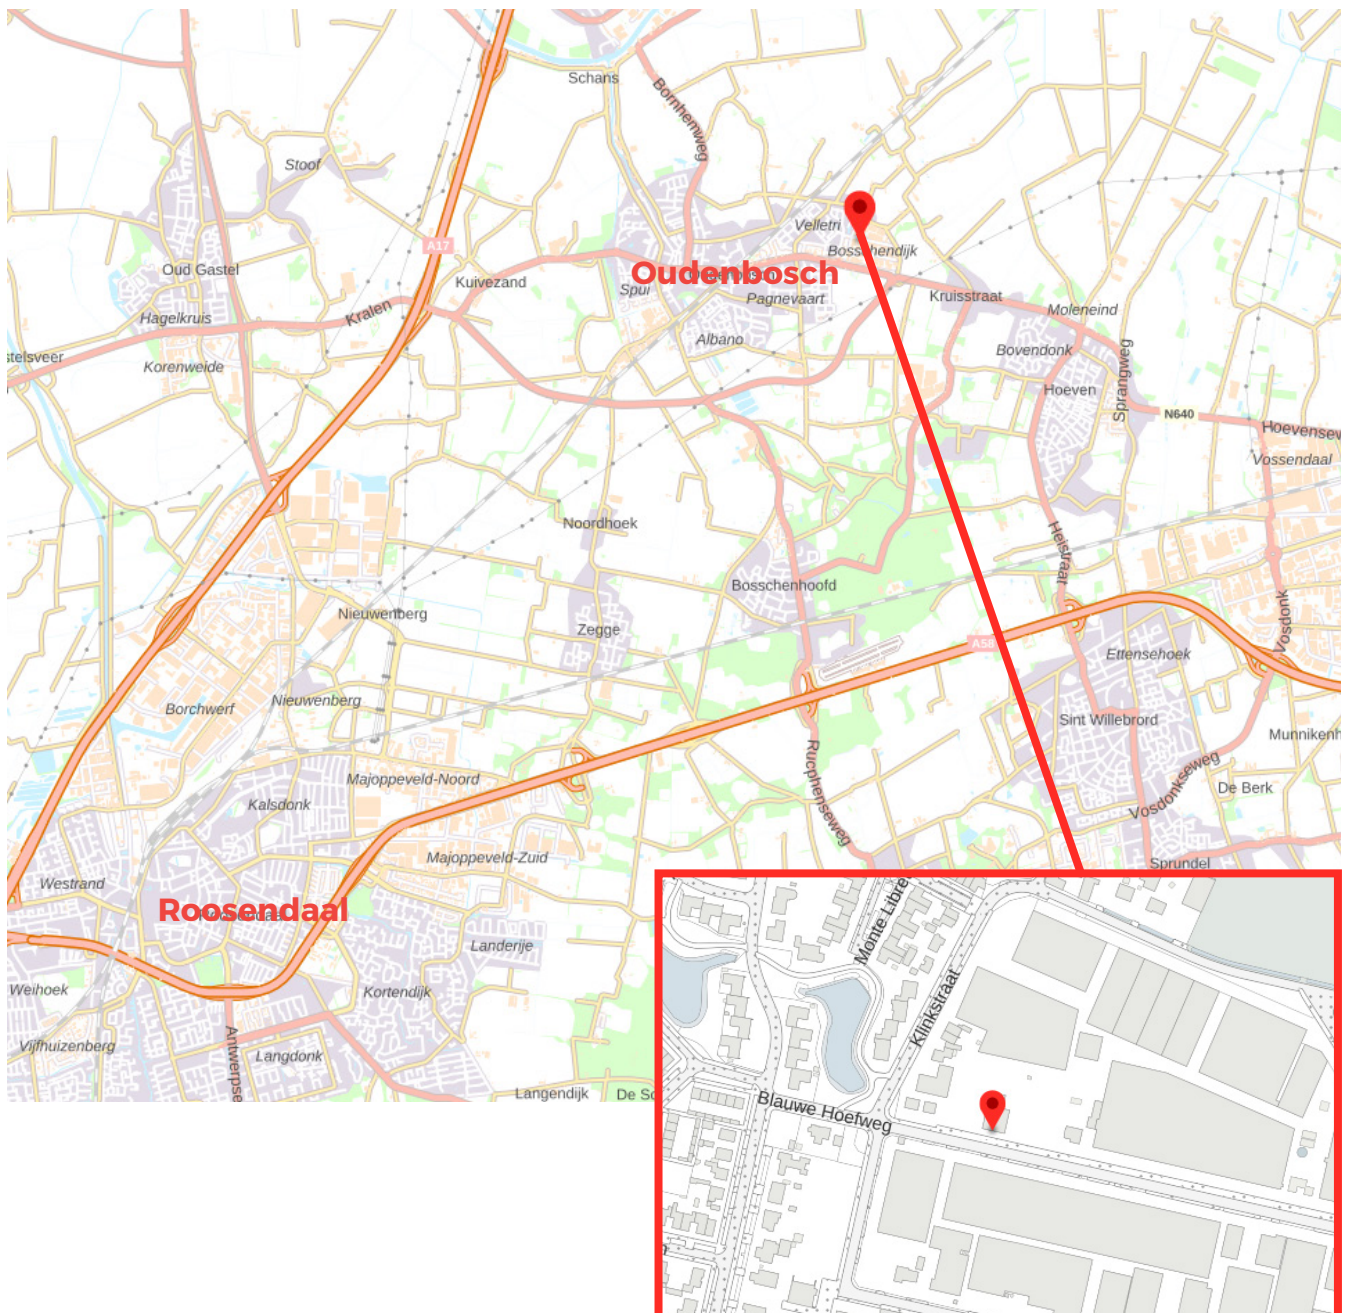 Schans
Bornhemweg
Stoof
Velletri
A17
Bosschendijk
Oud Gastel
Oudenbosch
Kuivezand
Spui
Pagnevaart
Kruisstraat
Hagelkruis
Kralen
Moleneind
Albano
stelsveer
Korenweide
Bovendonk
Hoeven
Sprangweg
N640
Hoevensew
Vossendaal
Noordhoek
Heistraat
Bosschenhoofd
Nieuwenberg
Zegge
Vosdonk
A58
Ettensehoek
Nieuwenberg
Borchwerf
Sint Willebrord
Munnikenh
Majoppeveld-Noord
Rucphenseweg
Vosdonkseweg
De Berk
Kalsdonk
Majoppeveld-Zuid
Sprundel
Westrand
Roosendaal
Landerije
Weihoek
Kortendijk
Vijfhuizenberg
Langdonk
Antwerpse
Langendijk
De Sc
Monte Libre
Klinkstraat
Blauwe Hoefweg